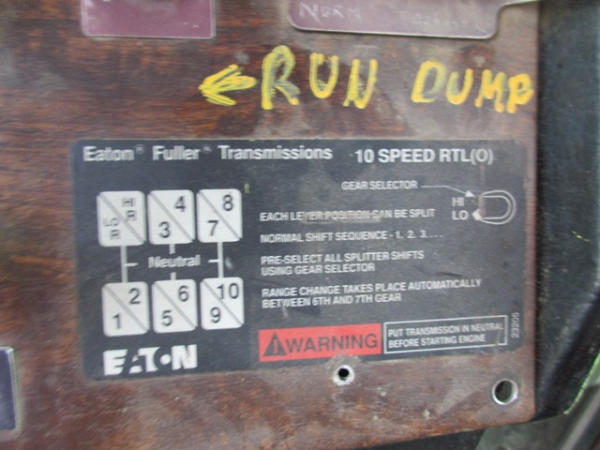 NORM
← RUN DUMP
Eaton® Fuller® Transmissions 10 SPEED RTL(O)
GEAR SELECTOR
HI
LO
HI
R
LO
R
4
3
8
7
EACH LEVER POSITION CAN BE SPLIT
NORMAL SHIFT SEQUENCE - 1, 2, 3....
Neutral
PRE-SELECT ALL SPLITTER SHIFTS
USING GEAR SELECTOR
2
1
6
5
10
9
RANGE CHANGE TAKES PLACE AUTOMATICALLY
BETWEEN 6TH AND 7TH GEAR
WARNING
PUT TRANSMISSION IN NEUTRAL
BEFORE STARTING ENGINE
23205
EATON